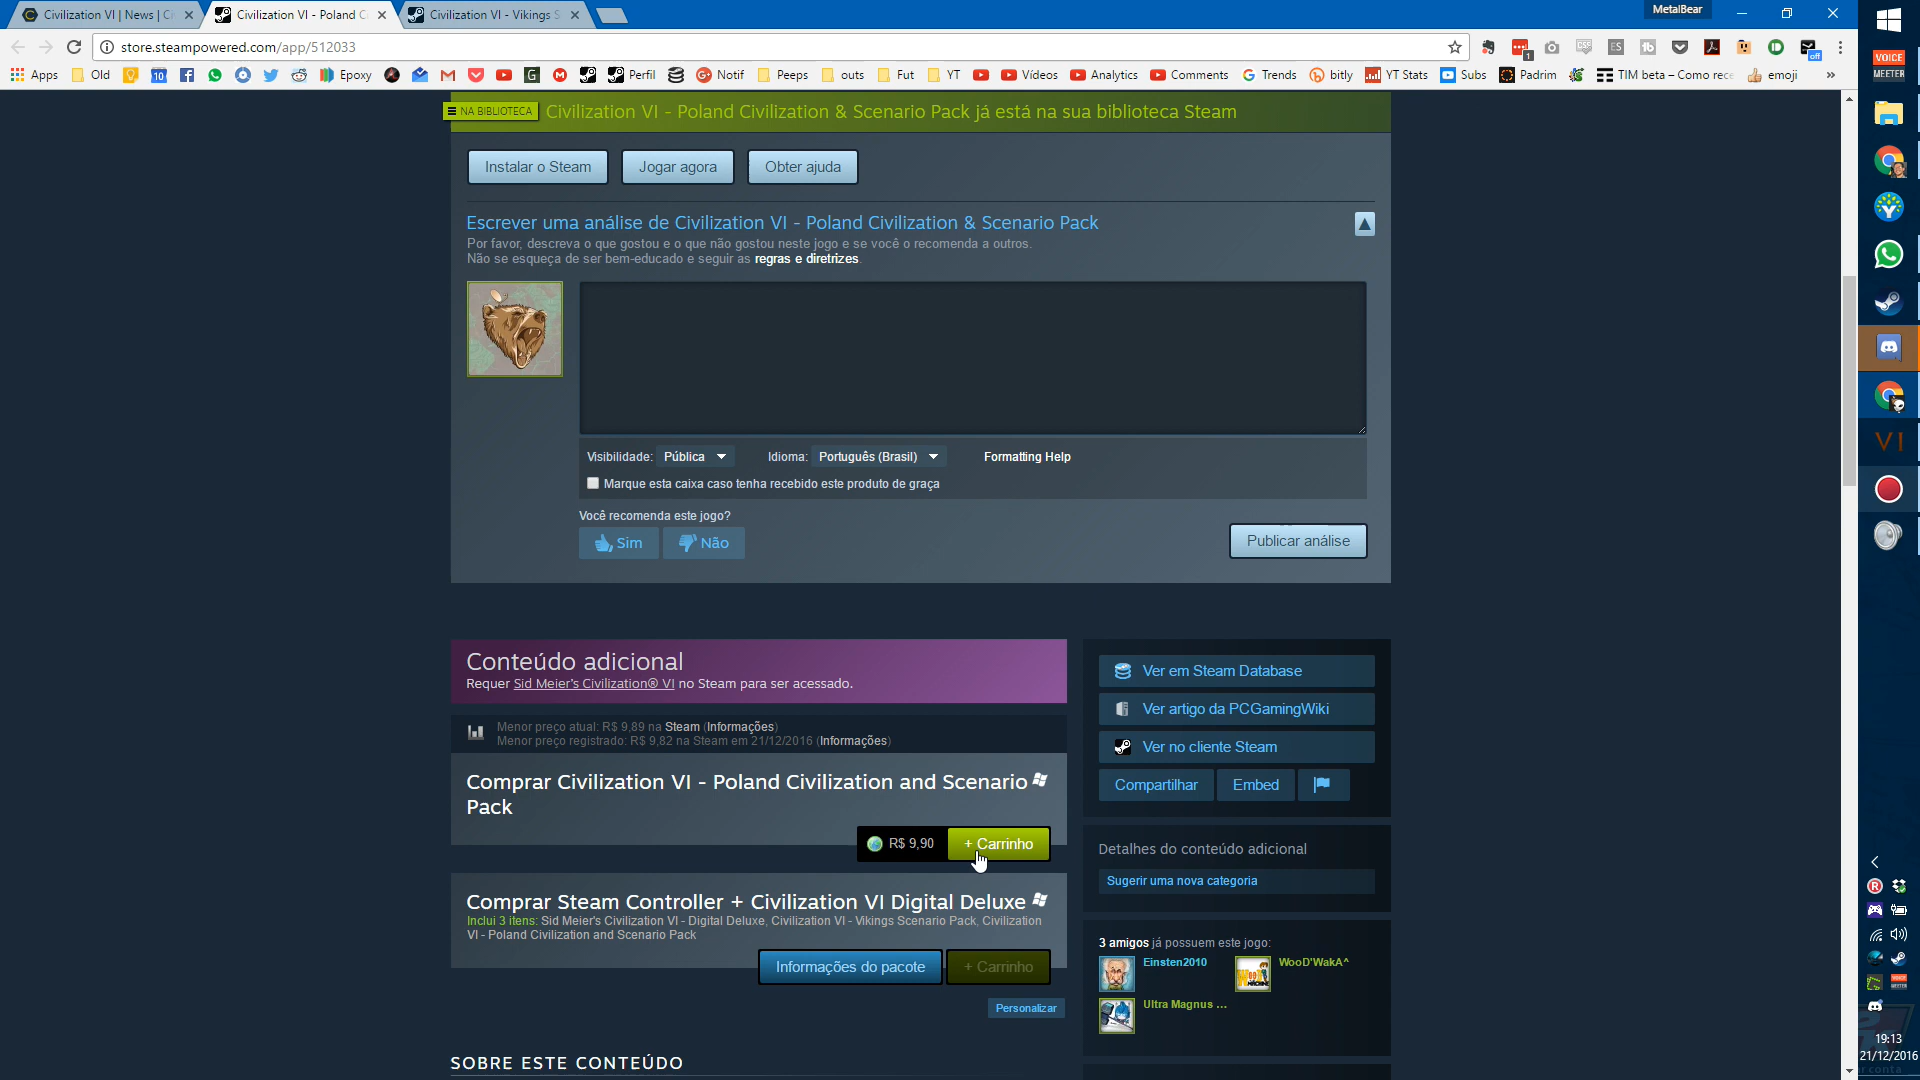 Civilization VI | News | Ci
Civilization VI - Poland Ci
Civilization VI - Vikings S
MetalBear
store.steampowered.com/app/512033
Apps
Old
Epoxy
Perfil
Notif
Peeps
outs
Fut
YT
Vídeos
Analytics
Comments
Trends
bitly
YT Stats
Subs
Padrim
TIM beta – Como rece
emoji
VOICE
MEETER
NA BIBLIOTECA
Civilization VI - Poland Civilization & Scenario Pack já está na sua biblioteca Steam
Instalar o Steam
Jogar agora
Obter ajuda
Escrever uma análise de Civilization VI - Poland Civilization & Scenario Pack
Por favor, descreva o que gostou e o que não gostou neste jogo e se você o recomenda a outros.
Não se esqueça de ser bem-educado e seguir as regras e diretrizes.
Visibilidade: Pública
Idioma: Português (Brasil)
Formatting Help
Marque esta caixa caso tenha recebido este produto de graça
Você recomenda este jogo?
Sim
Não
Publicar análise
Conteúdo adicional
Requer Sid Meier's Civilization® VI no Steam para ser acessado.
Menor preço atual: R$ 9,89 na Steam (Informações)
Menor preço registrado: R$ 9,82 na Steam em 21/12/2016 (Informações)
Comprar Civilization VI - Poland Civilization and Scenario
Pack
R$ 9,90
+ Carrinho
Comprar Steam Controller + Civilization VI Digital Deluxe
Inclui 3 itens: Sid Meier's Civilization VI - Digital Deluxe, Civilization VI - Vikings Scenario Pack, Civilization
VI - Poland Civilization and Scenario Pack
Informações do pacote
+ Carrinho
Personalizar
SOBRE ESTE CONTEÚDO
Ver em Steam Database
Ver artigo da PCGamingWiki
Ver no cliente Steam
Compartilhar
Embed
Detalhes do conteúdo adicional
Sugerir uma nova categoria
3 amigos já possuem este jogo:
Einsten2010
WooD'WakA^
Ultra Magnus ...
VI
19:13
21/12/2016